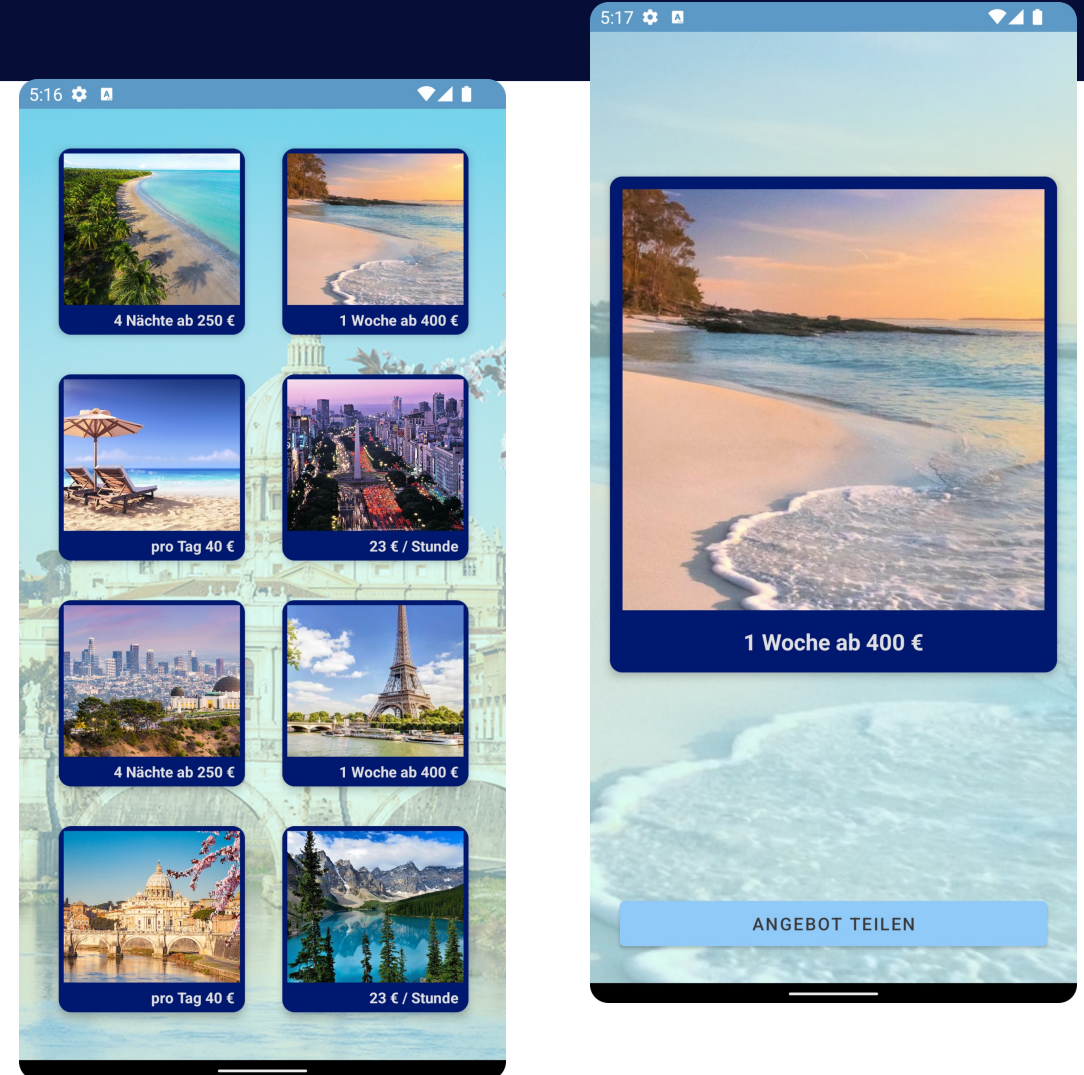 5:16
4 Nächte ab 250 €
1 Woche ab 400 €
pro Tag 40 €
23 € / Stunde
4 Nächte ab 250 €
1 Woche ab 400 €
pro Tag 40 €
23 € / Stunde
5:17
1 Woche ab 400 €
ANGEBOT TEILEN